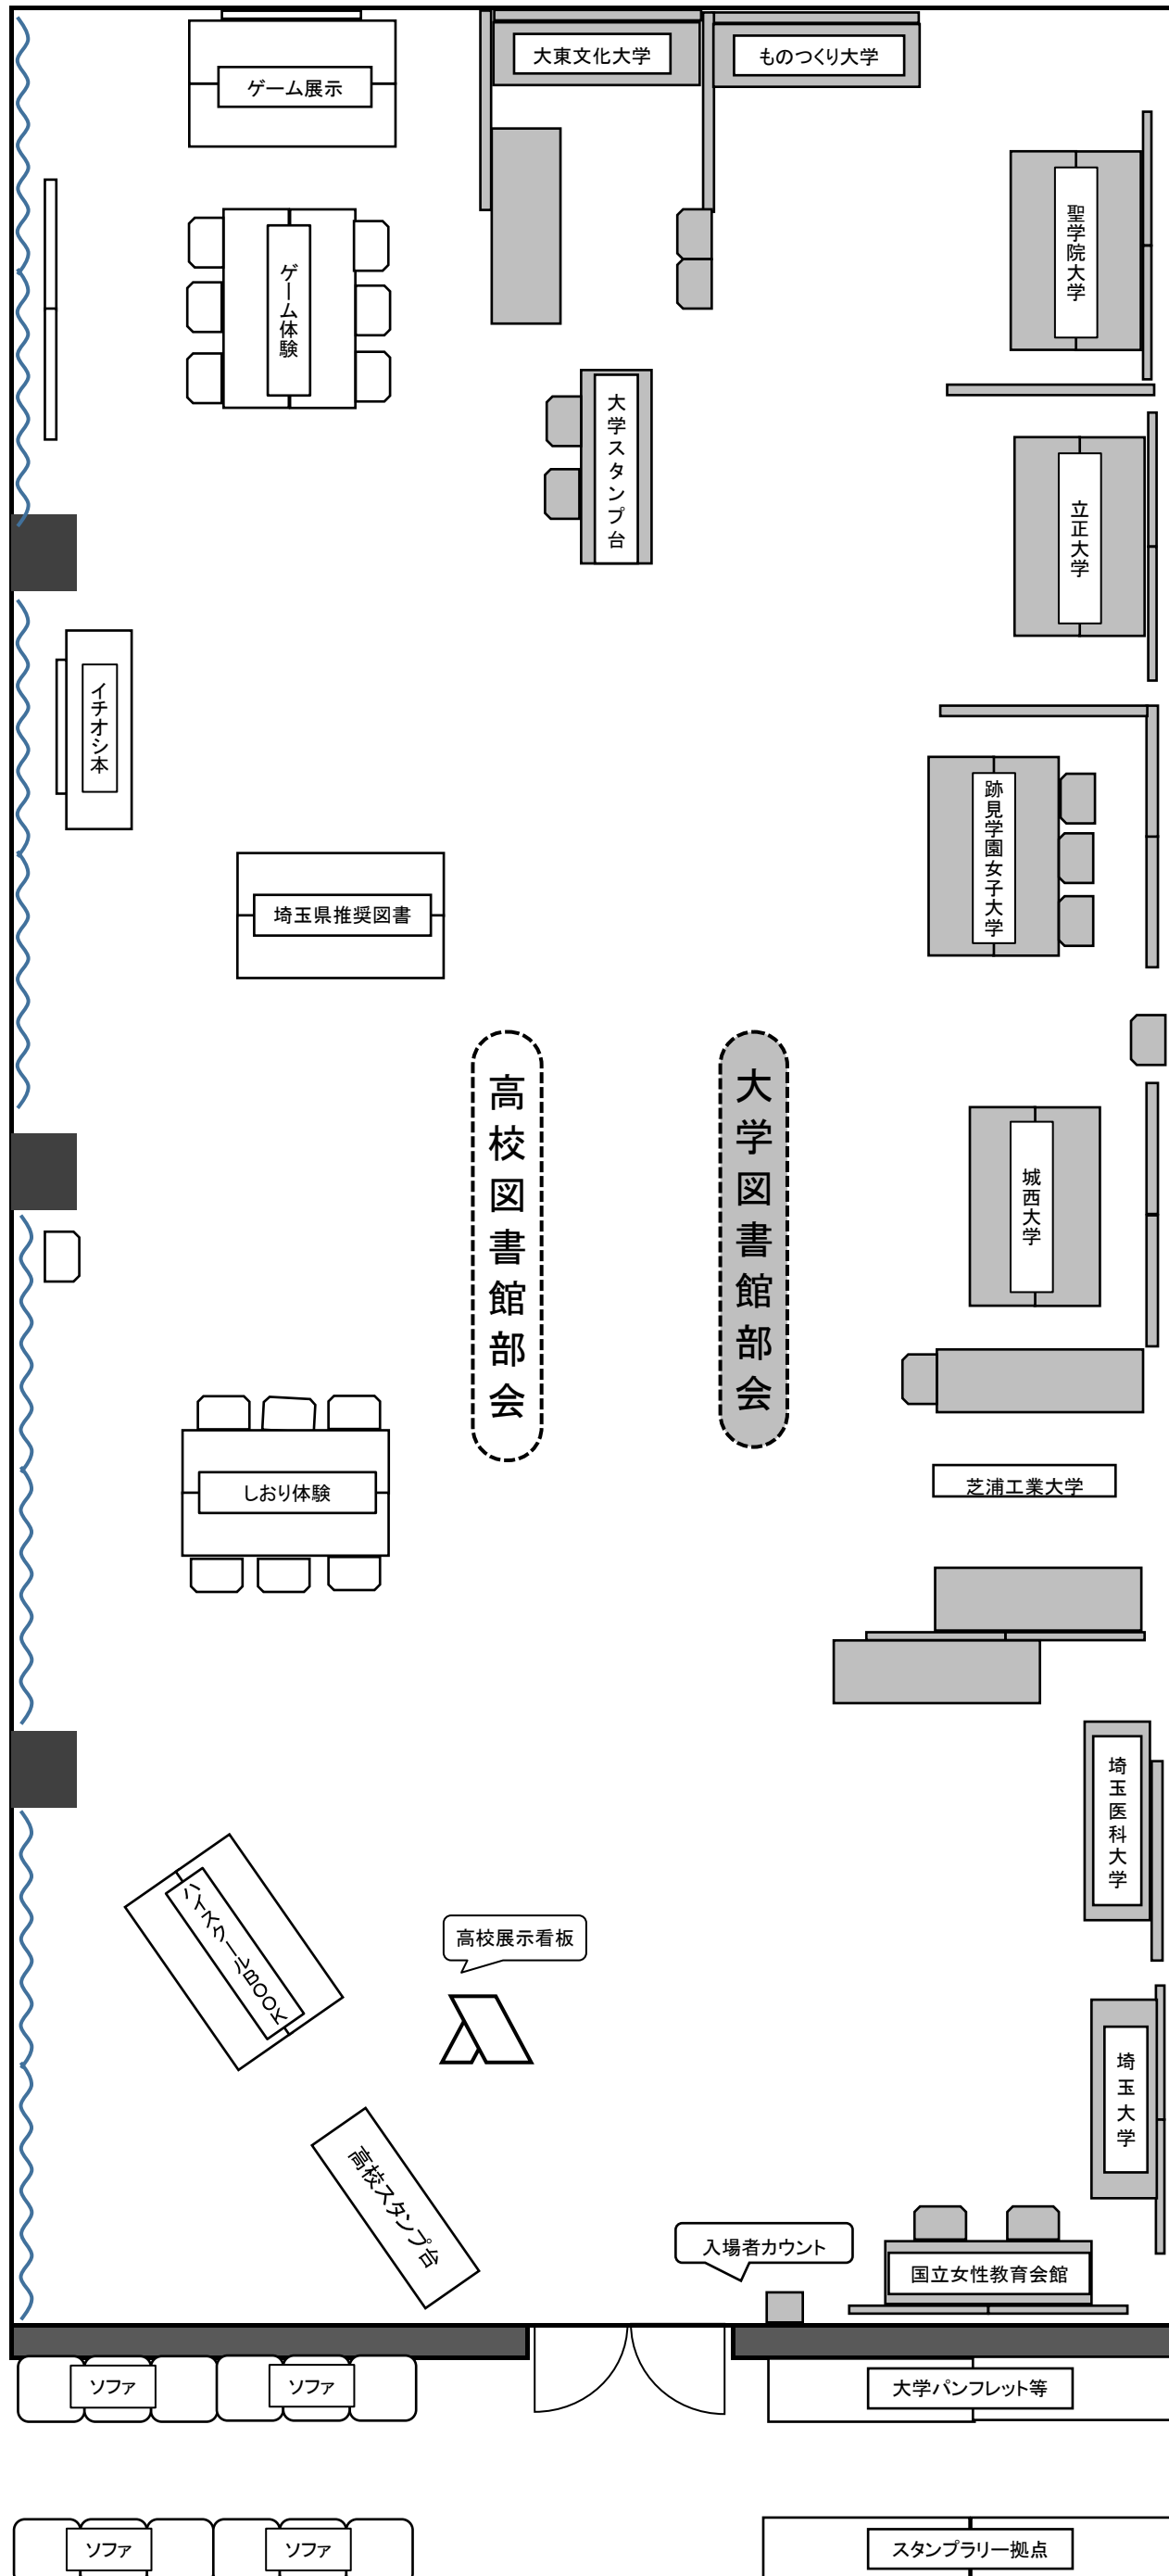 ゲーム展示
大東文化大学
ものつくり大学
聖学院大学
ゲーム体験
大学スタンプ台
立正大学
イチオシ本
跡見学園女子大学
埼玉県推奨図書
高校図書館部会
大学図書館部会
城西大学
しおり体験
芝浦工業大学
埼玉医科大学
ハイスクールBOOK
高校展示看板
埼玉大学
高校スタンプ台
入場者カウント
国立女性教育会館
ソファ
ソファ
大学パンフレット等
ソファ
ソファ
スタンプラリー拠点